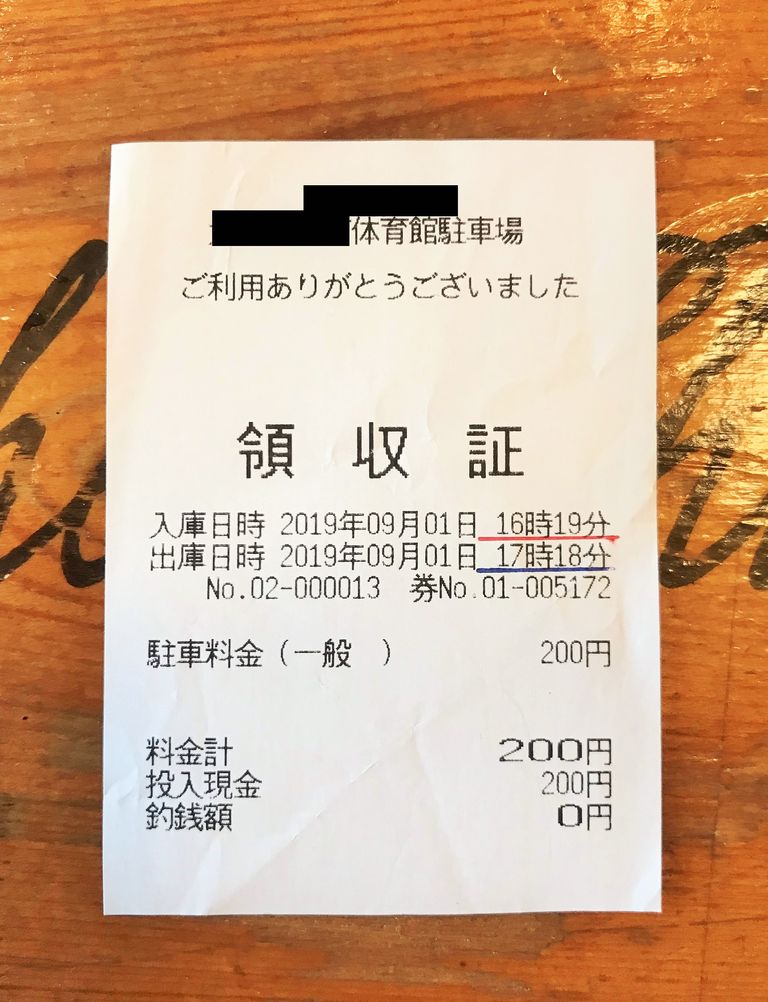 体育館駐車場
ご利用ありがとうございました
領収証
入庫日時 2019年09月01日 16時19分
出庫日時 2019年09月01日 17時18分
No.02-000013 券No.01-005172
駐車料金(一般 ) 200円
料金計 200円
投入現金 200円
釣銭額 0円